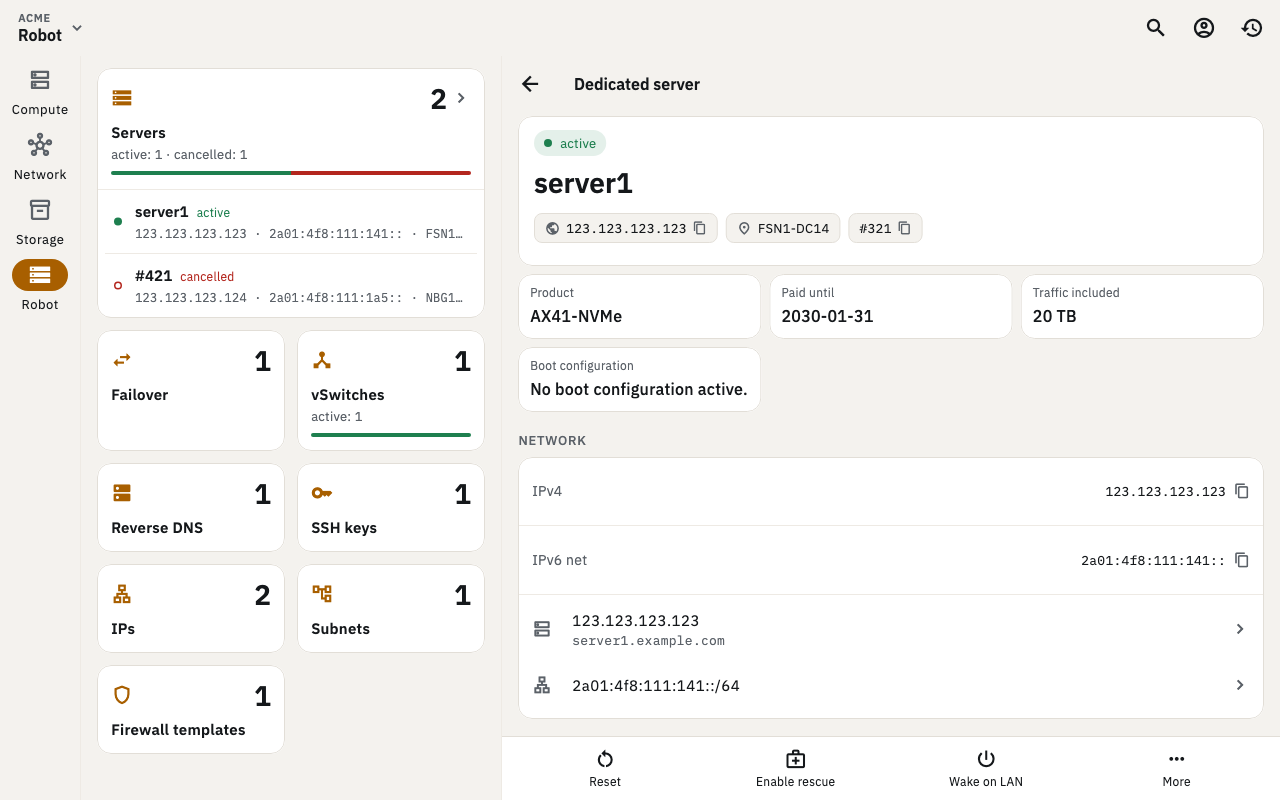 ACME
Robot
Compute
Network
Storage
Robot
2
Servers
active: 1 · cancelled: 1
server1 active
123.123.123.123 · 2a01:4f8:111:141:: · FSN1…
#421 cancelled
123.123.123.124 · 2a01:4f8:111:1a5:: · NBG1…
1
Failover
1
vSwitches
active: 1
1
Reverse DNS
1
SSH keys
2
IPs
1
Subnets
1
Firewall templates
Dedicated server
active
server1
123.123.123.123
FSN1-DC14
#321
Product
AX41-NVMe
Paid until
2030-01-31
Traffic included
20 TB
Boot configuration
No boot configuration active.
NETWORK
IPv4
123.123.123.123
IPv6 net
2a01:4f8:111:141::
123.123.123.123
server1.example.com
2a01:4f8:111:141::/64
Reset
Enable rescue
Wake on LAN
More